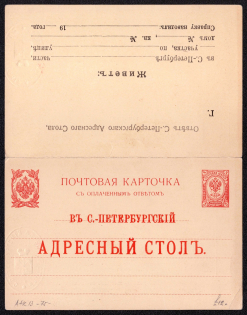 Отвѣтъ С.-Петербургскаго Адреснаго Стола.
Г.
Живетъ:
въ С.-Петербургѣ
части, участка, по
улицѣ, домъ №, кв. №
Справку наводилъ 19 года.
ПОЧТОВАЯ КАРТОЧКА
СЪ ОПЛАЧЕННЫМЪ ОТВѢТОМЪ
ВЪ С.-ПЕТЕРБУРГСКІЙ
АДРЕСНЫЙ СТОЛЪ.